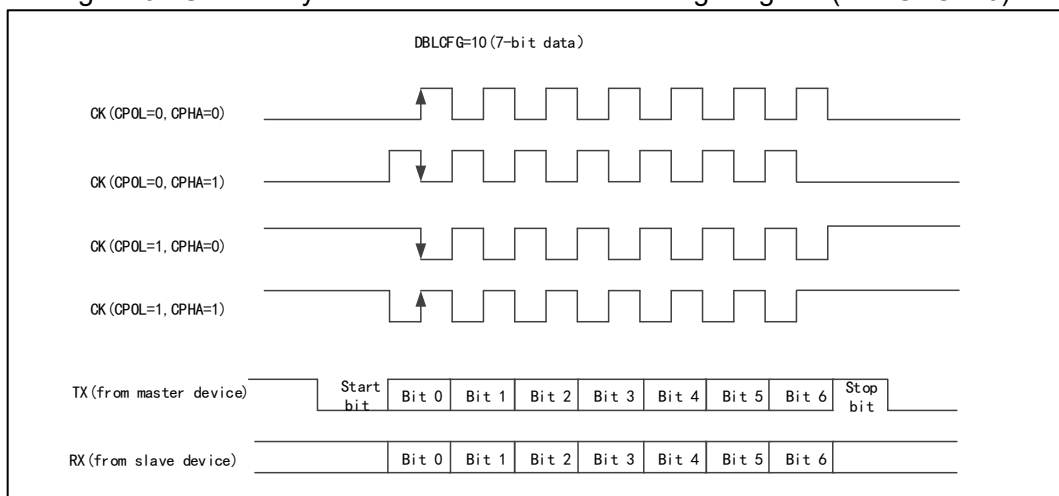 DBLCFG=10(7-bit data)
CK(CPOL=0, CPHA=0)
CK(CPOL=0, CPHA=1)
CK(CPOL=1, CPHA=0)
CK(CPOL=1, CPHA=1)
TX(from master device) Start bit Bit 0 Bit 1 Bit 2 Bit 3 Bit 4 Bit 5 Bit 6 Stop bit
RX(from slave device) Bit 0 Bit 1 Bit 2 Bit 3 Bit 4 Bit 5 Bit 6